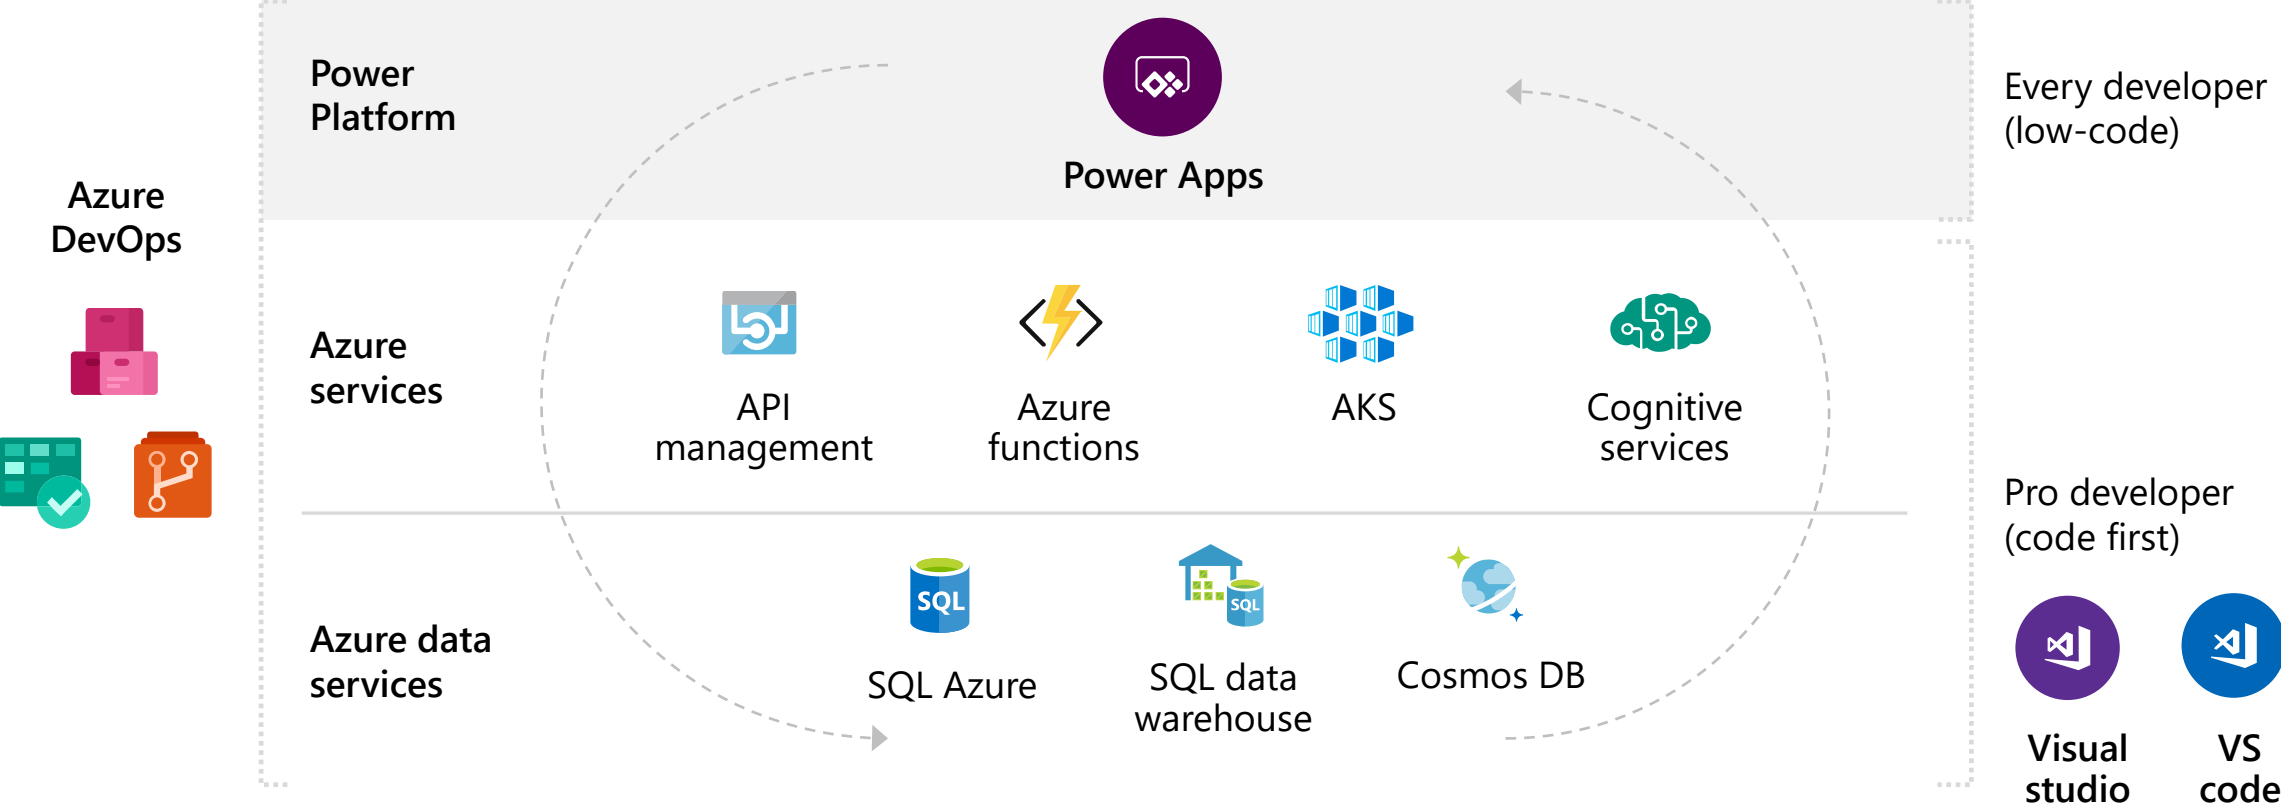 Power
Platform
Power Apps
Every developer
(low-code)
Azure
DevOps
Azure
services
API
management
Azure
functions
AKS
Cognitive
services
Pro developer
(code first)
Azure data
services
SQL
SQL Azure
SQL
SQL data
warehouse
Cosmos DB
Visual
studio
VS
code